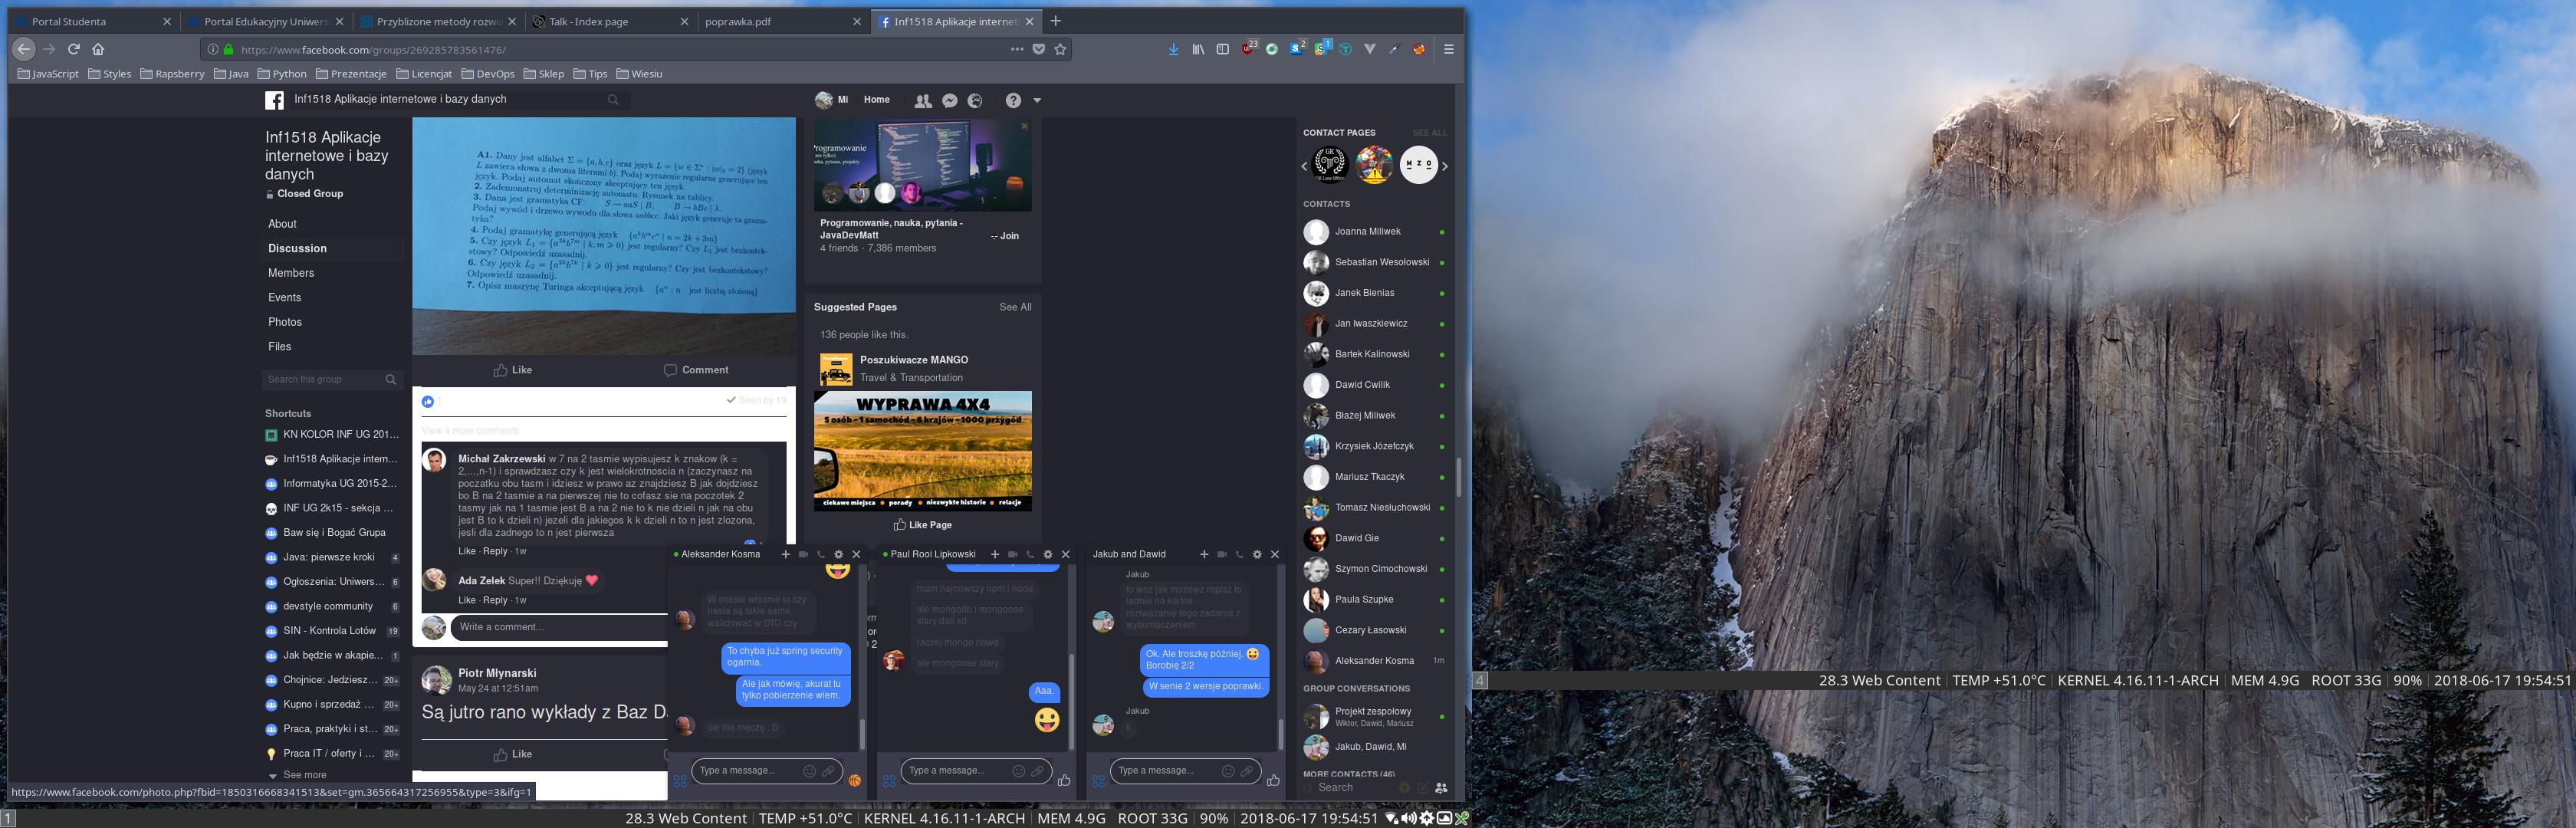 Portal Studenta
Portal Edukacyjny Uniwers
Przyblizone metody rozwia
Talk - Index page
poprawka.pdf
Inf1518 Aplikacje internet
https://www.facebook.com/groups/269285783561476/
23
2
1
JavaScript
Styles
Rapsberry
Java
Python
Prezentacje
Licencjat
DevOps
Sklep
Tips
Wiesiu
Inf1518 Aplikacje internetowe i bazy danych
Mi
Home
Inf1518 Aplikacje
internetowe i bazy
danych
Closed Group
About
Discussion
Members
Events
Photos
Files
Search this group
Shortcuts
KN KOLOR INF UG 201...
Inf1518 Aplikacje intern...
Informatyka UG 2015-2...
INF UG 2k15 - sekcja ...
Baw się i Bogać Grupa
Java: pierwsze kroki 4
Ogłoszenia: Uniwers... 6
devstyle community 6
SIN - Kontrola Lotów 19
Jak będzie w akapie... 1
Chojnice: Jedziesz... 20+
Kupno i sprzedaż ... 20+
Praca, praktyki i st... 20+
Praca IT / oferty i ... 20+
See more
A1. Dany jest alfabet Σ = {a, b, c} oraz język L = {w ∈ Σ* : |w|b = 2} (język
L zawiera słowa z dwoma literami b). Podaj wyrażenie regularne generujące ten
język. Podaj automat skończony akceptujący ten język.
2. Zademonstruj determinizację automatu. Rysunek na tablicy.
3. Dana jest gramatyka CF: S → aaS | B, B → bBc | λ.
Podaj wywód i drzewo wywodu dla słowa aabbcc. Jaki język generuje ta grama-
tyka?
4. Podaj gramatykę generującą język {aᵏbᵐcⁿ | n = 2k + 3m}
5. Czy język L₁ = {a³ᵏb⁷ᵐ | k, m ⩾ 0} jest regularny? Czy L₁ jest bezkontek-
stowy? Odpowiedź uzasadnij.
6. Czy język L₂ = {a²ᵏb⁷ᵏ | k ⩾ 0} jest regularny? Czy jest bezkontekstowy?
Odpowiedź uzasadnij.
7. Opisz maszynę Turinga akceptującą język {aⁿ : n jest liczbą złożoną}
Like
Comment
1
Seen by 19
View 4 more comments
Michał Zakrzewski w 7 na 2 tasmie wypisujesz k znakow (k =
2,...,n-1) i sprawdzasz czy k jest wielokrotnoscia n (zaczynasz na
poczatku obu tasm i idziesz w prawo az znajdziesz B jak dojdziesz
bo B na 2 tasmie a na pierwszej nie to cofasz sie na poczotek 2
tasmy jak na 1 tasmie jest B a na 2 nie to k nie dzieli n jak na obu
jest B to k dzieli n) jezeli dla jakiegos k k dzieli n to n jest zlozona,
jesli dla zadnego to n jest pierwsza
Like · Reply · 1w
Ada Zelek Super!! Dziękuję ❤
Like · Reply · 1w
Write a comment...
Piotr Młynarski
May 24 at 12:51am
Są jutro rano wykłady z Baz D
Like
https://www.facebook.com/photo.php?fbid=1850316668341513&set=gm.365664317256955&type=3&ifg=1
Programowanie
Programowanie, nauka, pytania -
JavaDevMatt
4 friends · 7,386 members
Join
Suggested Pages
See All
136 people like this.
Poszukiwacze MANGO
Travel & Transportation
WYPRAWA 4X4
5 osób - 1 samochód - 6 krajów - 1000 przygód
ciekawe miejsca porady niezwykłe historie relacje
Like Page
Aleksander Kosma
W snesie własnie to czy
hasła są takie same,
walidować w DTO czy
To chyba już spring security
ogarnia.
Ale jak mówię, akurat tu
tylko pobierzenie wiem.
oki nie męczę : D
Type a message...
Paul Rooi Lipkowski
mam najnowszy npm i node
ale mongodb i mongoose
stary dali xd
raczej mongo nowe
ale mongoose stary
Aaa.
Type a message...
Jakub and Dawid
Jakub
to wez jak mozewz ropisz to
ladnie na kartce
rozwiazanie tego zadania z
wytlumaczeniem
Ok. Ale troszkę później. 😀
Borobię 2/2
W senie 2 wersje poprawki.
Jakub
k
Type a message...
CONTACT PAGES
SEE ALL
GK
MZO
CONTACTS
Joanna Miliwek
Sebastian Wesołowski
Janek Bienias
Jan Iwaszkiewicz
Bartek Kalinowski
Dawid Cwilik
Błażej Miliwek
Krzysiek Józefczyk
Mariusz Tkaczyk
Tomasz Niesłuchowski
Dawid Gie
Szymon Cimochowski
Paula Szupke
Cezary Łasowski
Aleksander Kosma 1m
GROUP CONVERSATIONS
Projekt zespołowy
Wiktor, Dawid, Mariusz
Jakub, Dawid, Mi
MORE CONTACTS (46)
Search
1
28.3 Web Content | TEMP +51.0°C | KERNEL 4.16.11-1-ARCH | MEM 4.9G ROOT 33G | 90% | 2018-06-17 19:54:51
4
28.3 Web Content | TEMP +51.0°C | KERNEL 4.16.11-1-ARCH | MEM 4.9G ROOT 33G | 90% | 2018-06-17 19:54:51